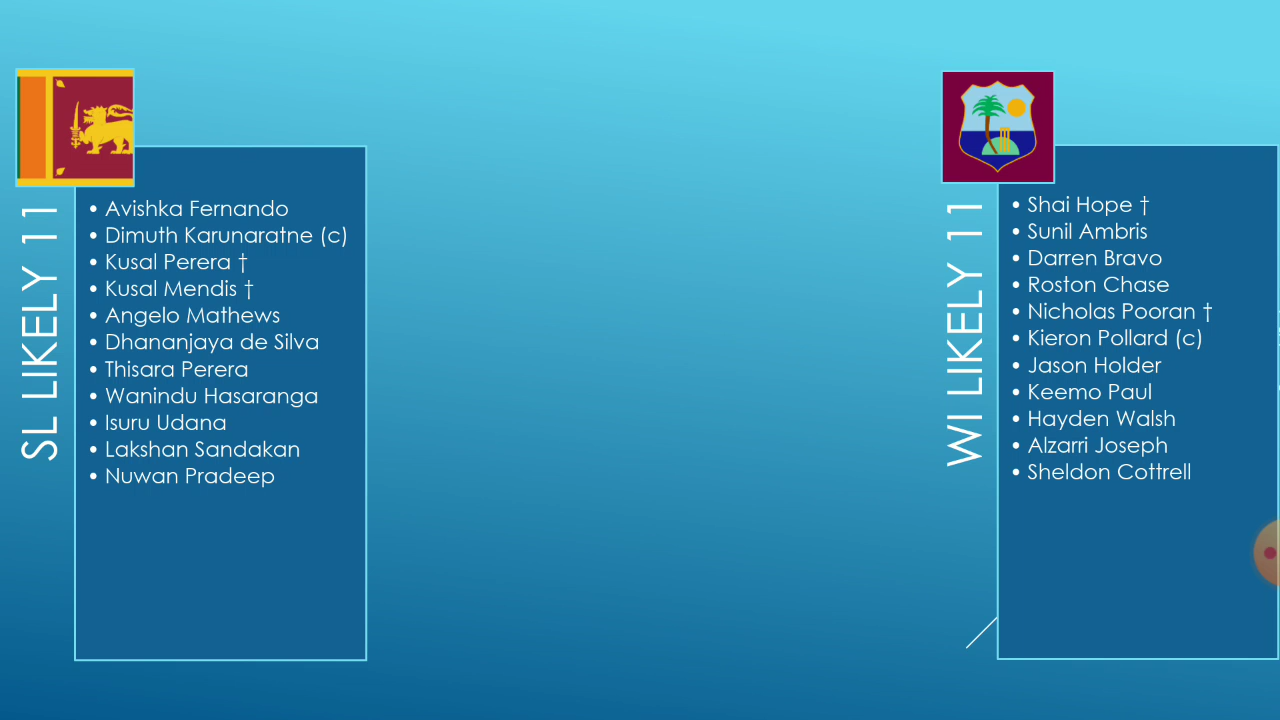 SL LIKELY 11
• Avishka Fernando
• Dimuth Karunaratne (c)
• Kusal Perera †
• Kusal Mendis †
• Angelo Mathews
• Dhananjaya de Silva
• Thisara Perera
• Wanindu Hasaranga
• Isuru Udana
• Lakshan Sandakan
• Nuwan Pradeep
WI LIKELY 11
• Shai Hope †
• Sunil Ambris
• Darren Bravo
• Roston Chase
• Nicholas Pooran †
• Kieron Pollard (c)
• Jason Holder
• Keemo Paul
• Hayden Walsh
• Alzarri Joseph
• Sheldon Cottrell